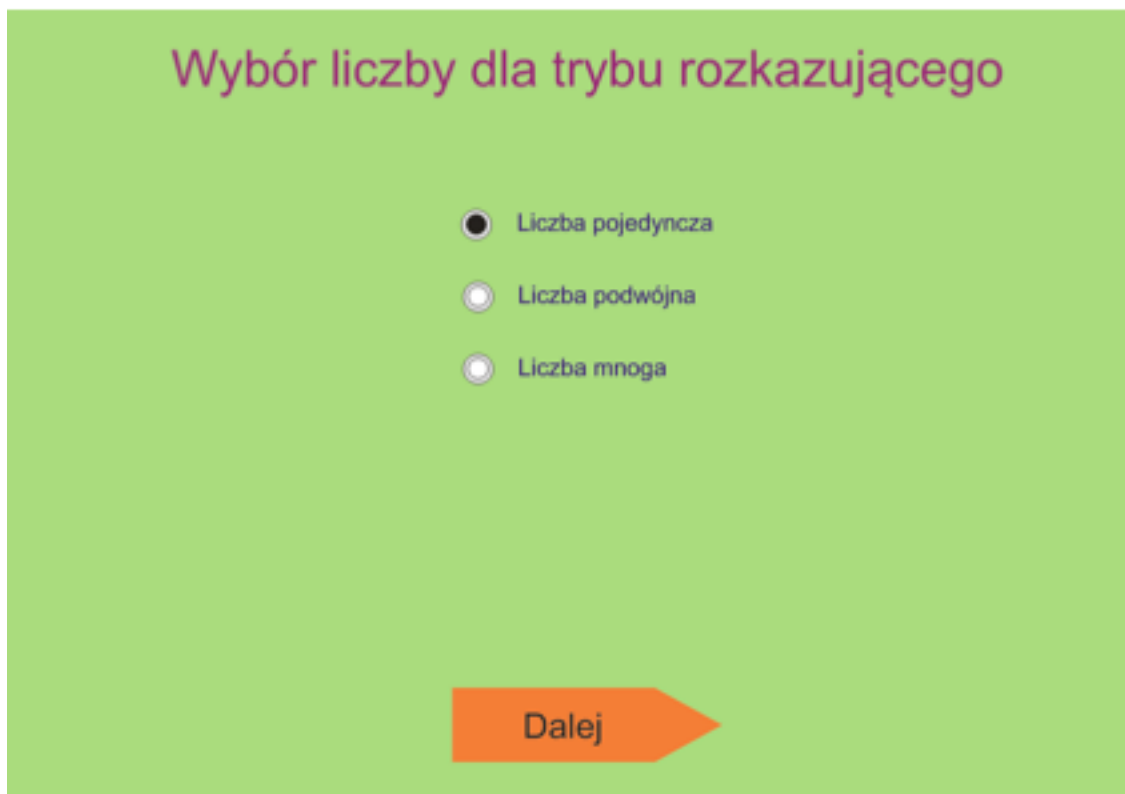 Wybór liczby dla trybu rozkazującego
Liczba pojedyncza
Liczba podwójna
Liczba mnoga
Dalej